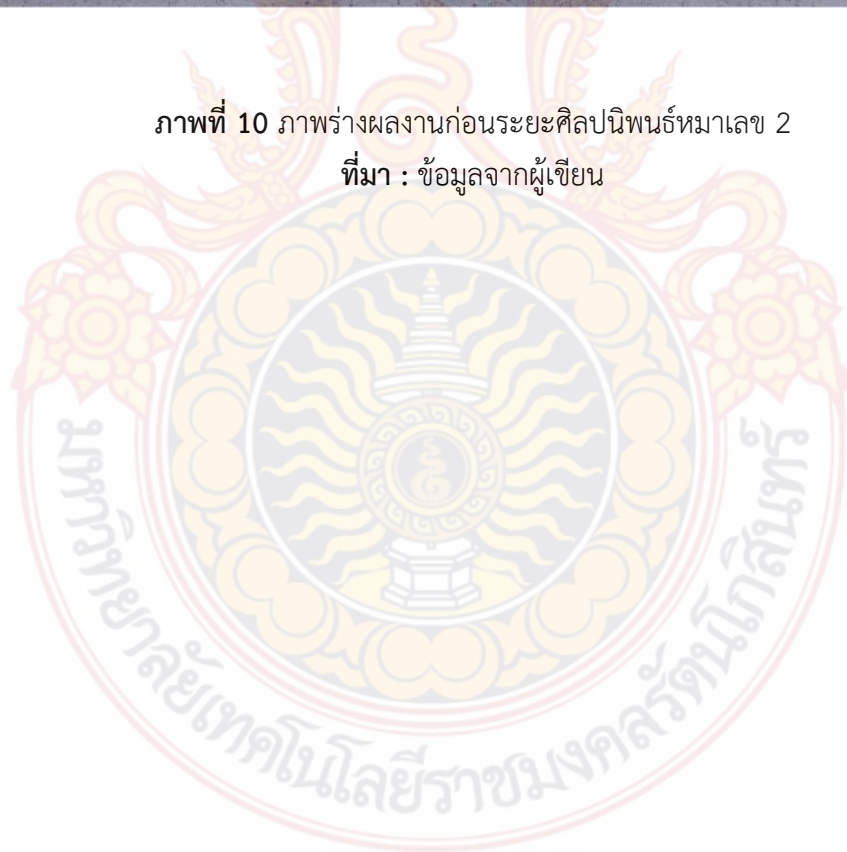 ภาพที่ 10 ภาพร่างผลงานก่อนระยะศิลปนิพนธ์หมาเลข 2
ที่มา : ข้อมูลจากผู้เขียน
มหาวิทยาลัยเทคโนโลยีราชมงคลรัตนโกสินทร์